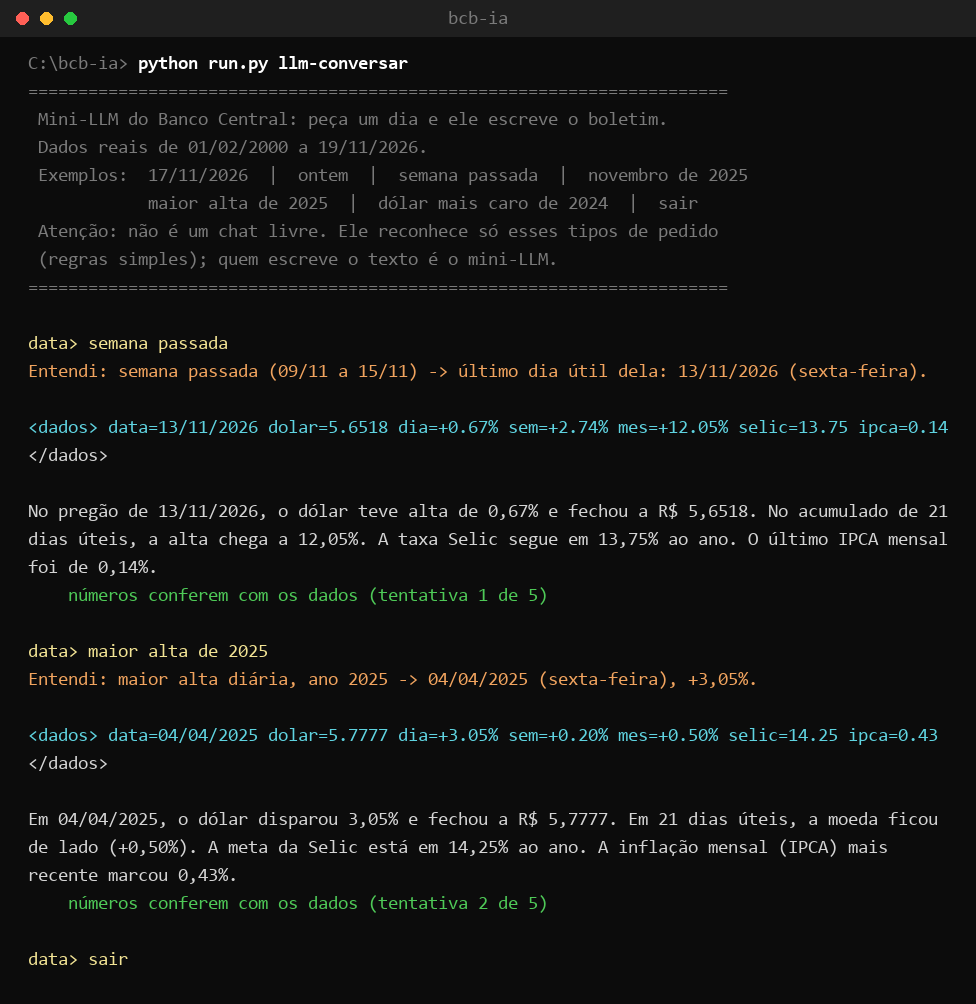 bcb-ia
C:\bcb-ia> python run.py llm-conversar
======================================================================
Mini-LLM do Banco Central: peça um dia e ele escreve o boletim.
Dados reais de 01/02/2000 a 19/11/2026.
Exemplos:  17/11/2026  |  ontem  |  semana passada  |  novembro de 2025
maior alta de 2025  |  dólar mais caro de 2024  |  sair
Atenção: não é um chat livre. Ele reconhece só esses tipos de pedido
(regras simples); quem escreve o texto é o mini-LLM.
======================================================================
data> semana passada
Entendi: semana passada (09/11 a 15/11) -> último dia útil dela: 13/11/2026 (sexta-feira).
<dados> data=13/11/2026 dolar=5.6518 dia=+0.67% sem=+2.74% mes=+12.05% selic=13.75 ipca=0.14
</dados>
No pregão de 13/11/2026, o dólar teve alta de 0,67% e fechou a R$ 5,6518. No acumulado de 21
dias úteis, a alta chega a 12,05%. A taxa Selic segue em 13,75% ao ano. O último IPCA mensal
foi de 0,14%.
números conferem com os dados (tentativa 1 de 5)
data> maior alta de 2025
Entendi: maior alta diária, ano 2025 -> 04/04/2025 (sexta-feira), +3,05%.
<dados> data=04/04/2025 dolar=5.7777 dia=+3.05% sem=+0.20% mes=+0.50% selic=14.25 ipca=0.43
</dados>
Em 04/04/2025, o dólar disparou 3,05% e fechou a R$ 5,7777. Em 21 dias úteis, a moeda ficou
de lado (+0,50%). A meta da Selic está em 14,25% ao ano. A inflação mensal (IPCA) mais
recente marcou 0,43%.
números conferem com os dados (tentativa 2 de 5)
data> sair